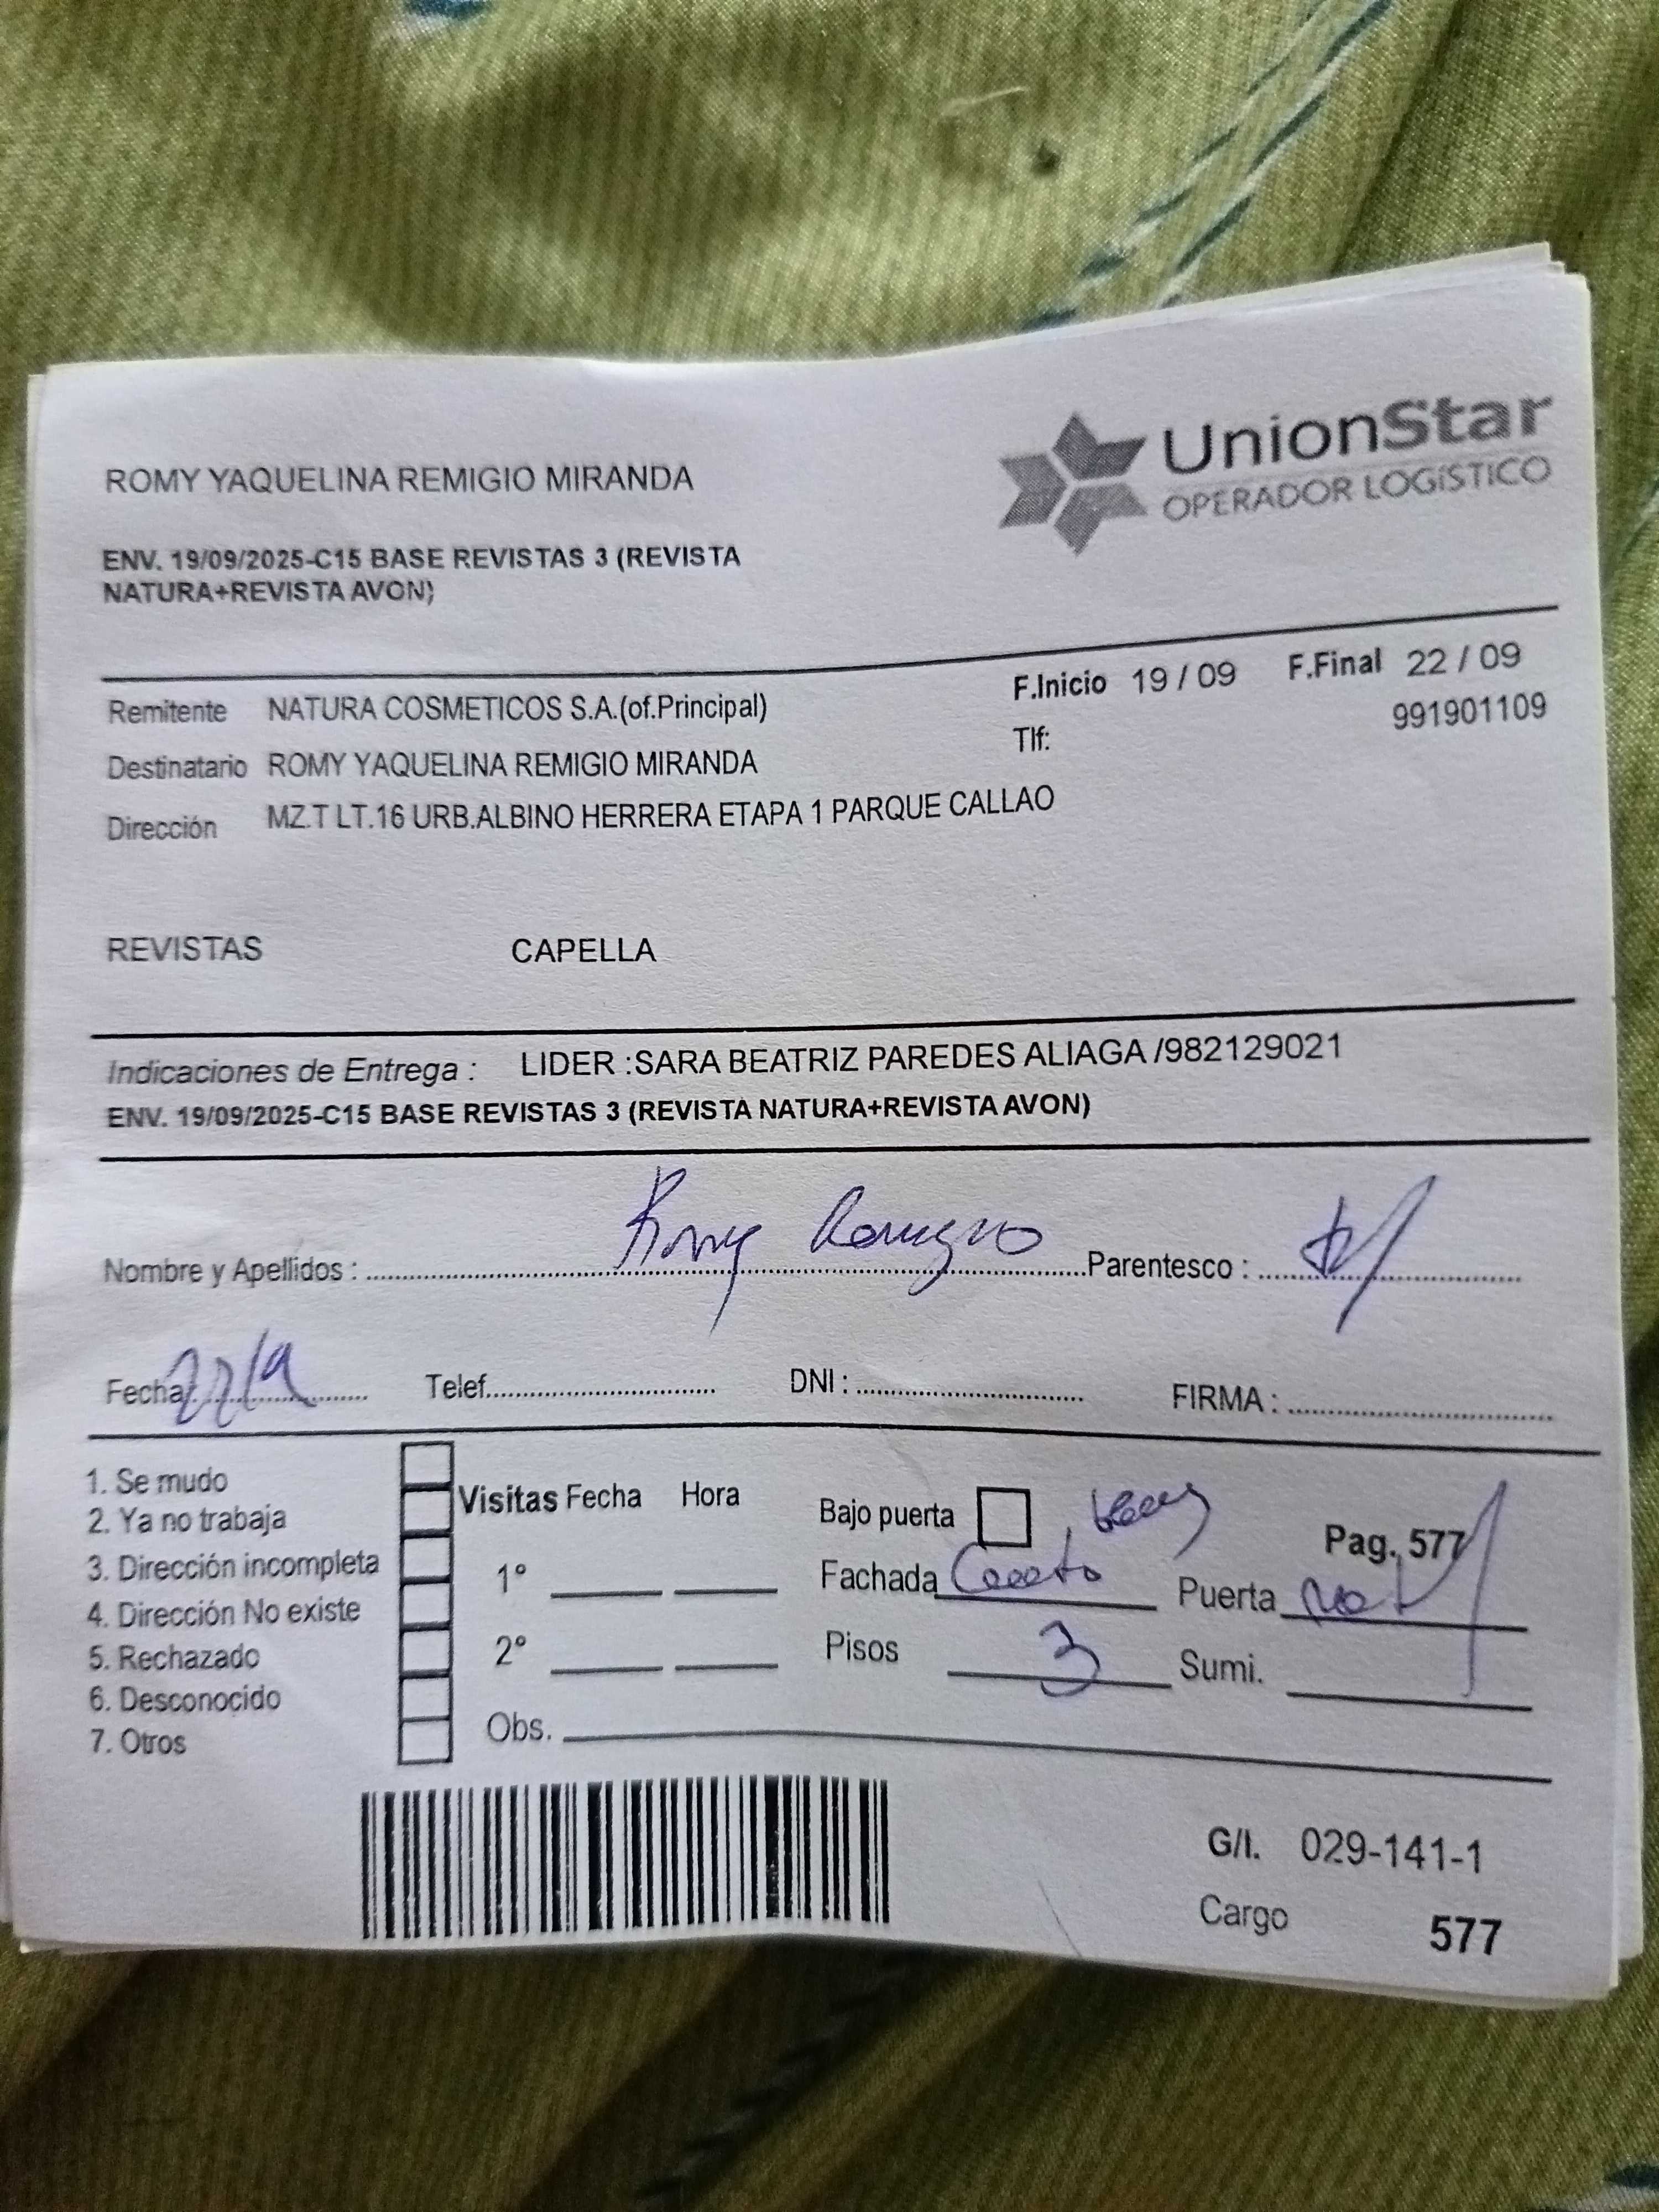 UnionStar
OPERADOR LOGÍSTICO
ROMY YAQUELINA REMIGIO MIRANDA
ENV. 19/09/2025-C15 BASE REVISTAS 3 (REVISTA
NATURA+REVISTA AVON)
F.Inicio 19 / 09 F.Final 22 / 09
Remitente NATURA COSMETICOS S.A.(of.Principal)
Tlf: 991901109
Destinatario ROMY YAQUELINA REMIGIO MIRANDA
Dirección MZ.T LT.16 URB.ALBINO HERRERA ETAPA 1 PARQUE CALLAO
REVISTAS CAPELLA
Indicaciones de Entrega : LIDER :SARA BEATRIZ PAREDES ALIAGA /982129021
ENV. 19/09/2025-C15 BASE REVISTAS 3 (REVISTA NATURA+REVISTA AVON)
Nombre y Apellidos : Romy Parentesco :
Fecha 22/9 Telef. DNI : FIRMA :
1. Se mudo
2. Ya no trabaja
3. Dirección incompleta
4. Dirección No existe
5. Rechazado
6. Desconocido
7. Otros
Visitas Fecha Hora
1°
2°
Obs.
Bajo puerta Pag. 577
Fachada Puerta
Pisos 3 Sumi.
G/I. 029-141-1
Cargo 577